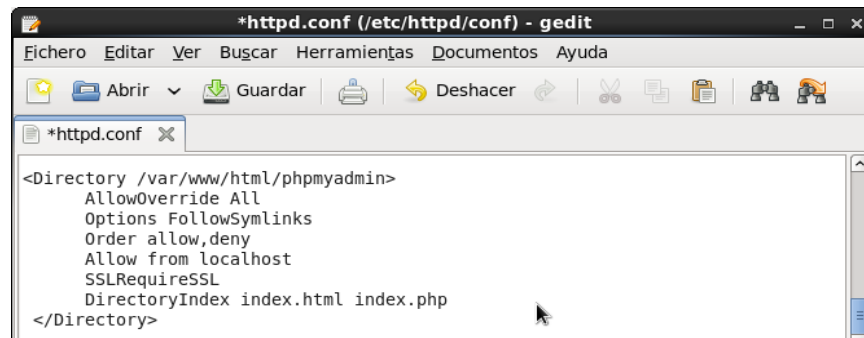 *httpd.conf (/etc/httpd/conf) - gedit
Fichero Editar Ver Buscar Herramientas Documentos Ayuda
Abrir Guardar Deshacer
*httpd.conf
<Directory /var/www/html/phpmyadmin>
AllowOverride All
Options FollowSymlinks
Order allow,deny
Allow from localhost
SSLRequireSSL
DirectoryIndex index.html index.php
</Directory>